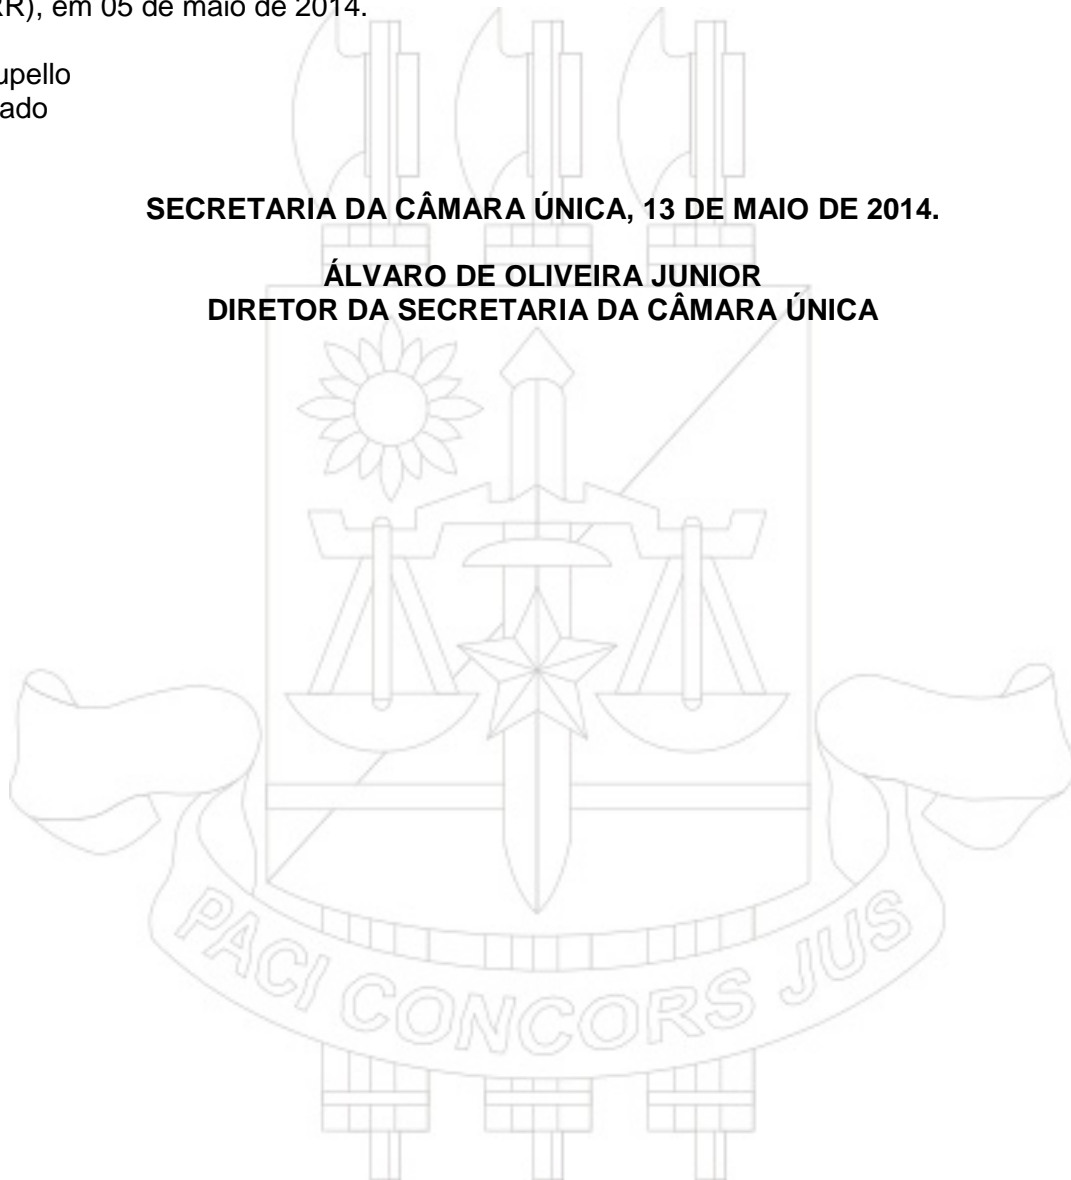 RR), em 05 de maio de 2014.
upello
ado
SECRETARIA DA CÂMARA ÚNICA, 13 DE MAIO DE 2014.
ÁLVARO DE OLIVEIRA JUNIOR
DIRETOR DA SECRETARIA DA CÂMARA ÚNICA
PACI CONCORS JUS